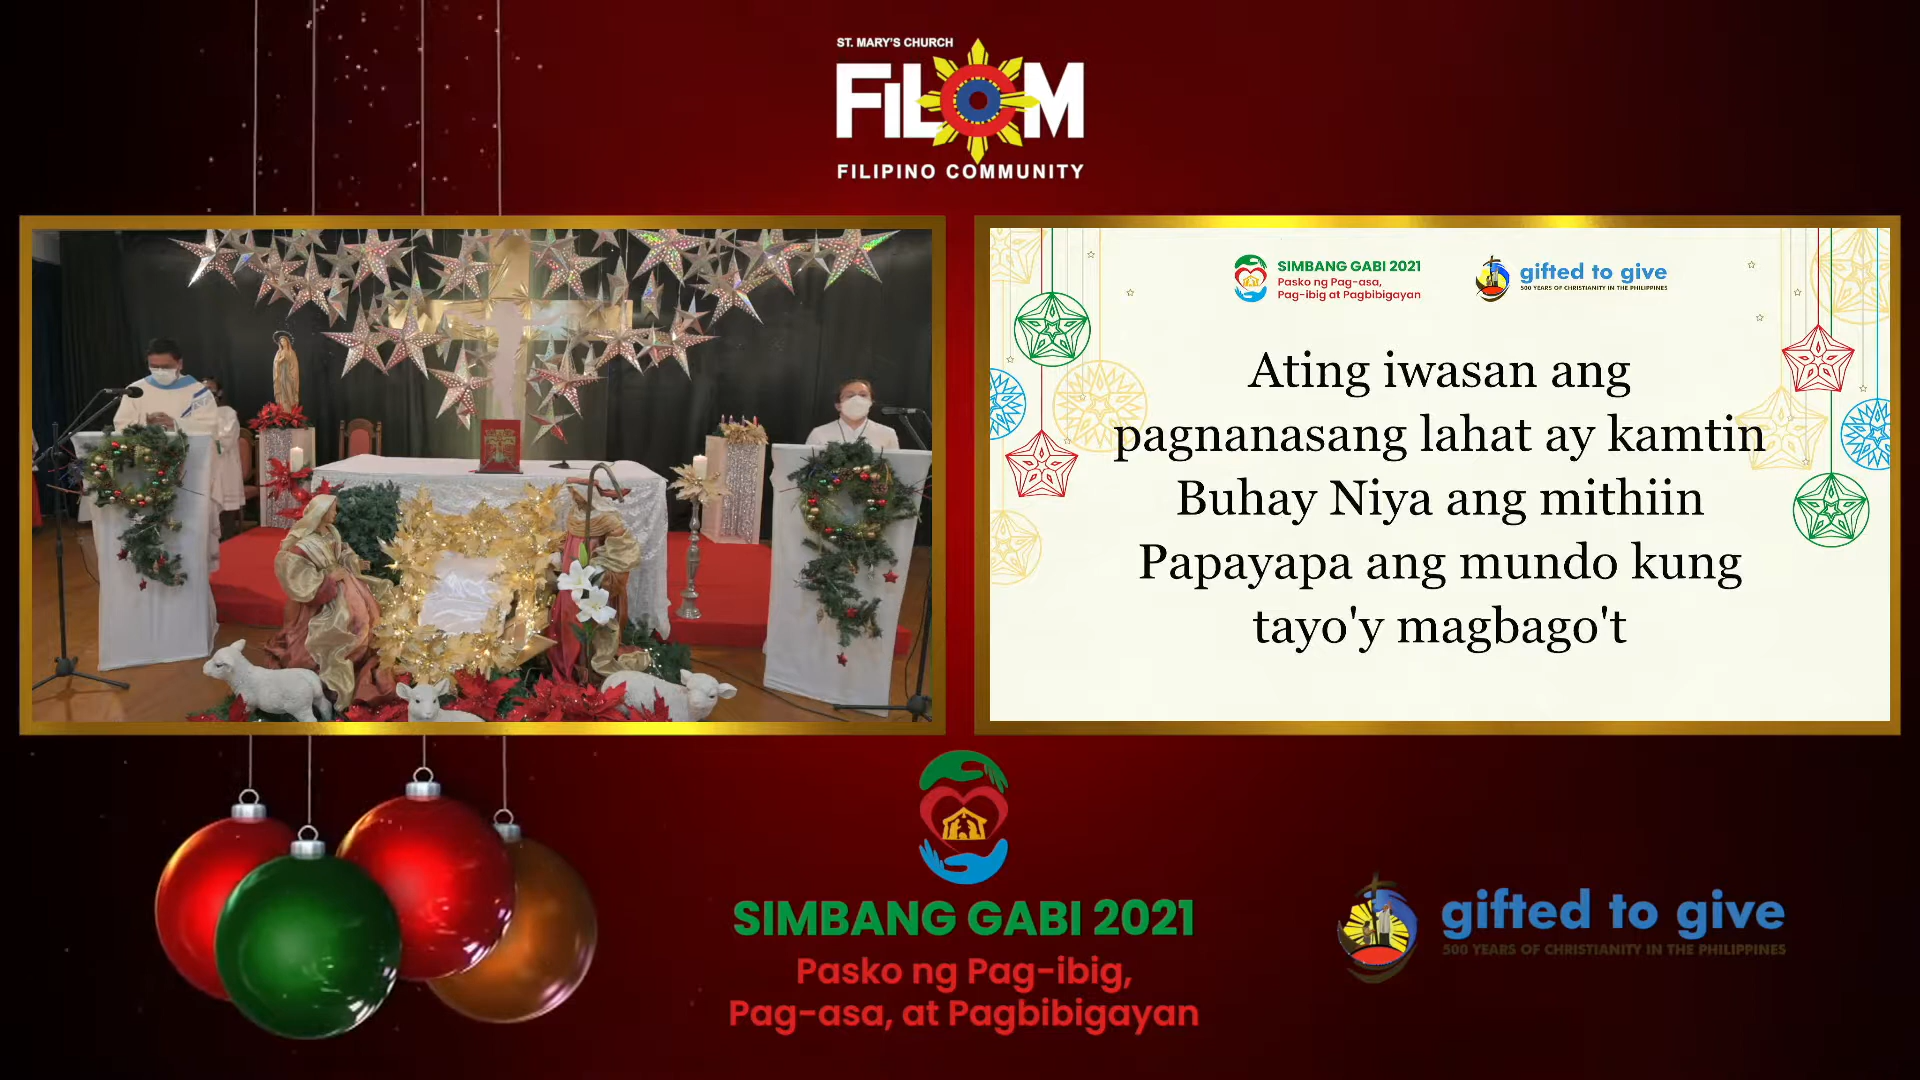 ST. MARY'S CHURCH
FiLCOM
FILIPINO COMMUNITY
SIMBANG GABI 2021
Pasko ng Pag-asa,
Pag-ibig at Pagbibigayan
gifted to give
500 YEARS OF CHRISTIANITY IN THE PHILIPPINES
Ating iwasan ang
pagnanasang lahat ay kamtin
Buhay Niya ang mithiin
Papayapa ang mundo kung
tayo'y magbago't
SIMBANG GABI 2021
Pasko ng Pag-ibig,
Pag-asa, at Pagbibigayan
gifted to give
500 YEARS OF CHRISTIANITY IN THE PHILIPPINES